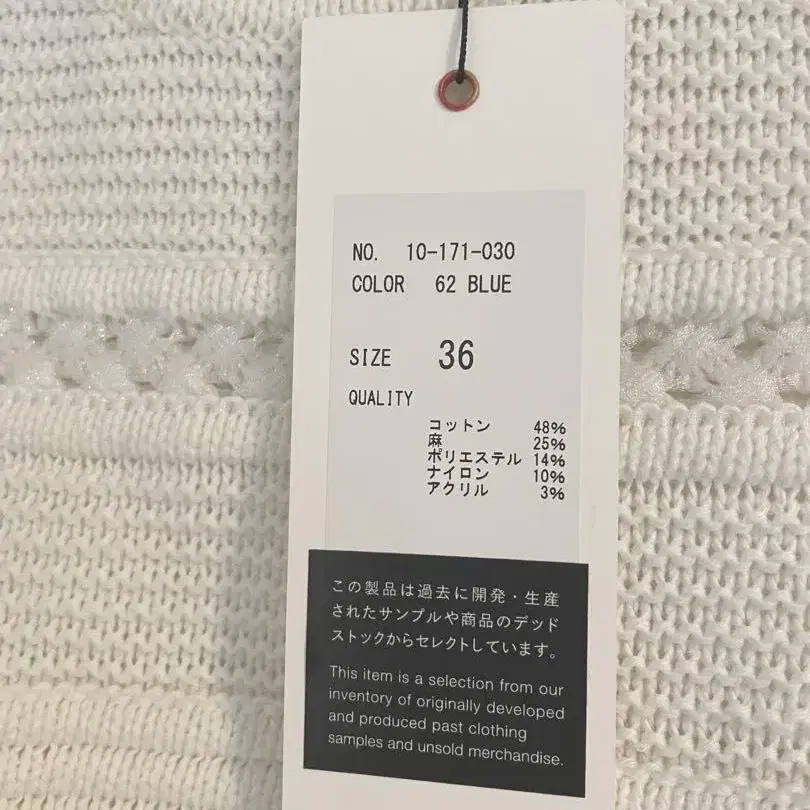 NO. 10-171-030
COLOR 62 BLUE
SIZE 36
QUALITY
コットン 48%
麻 25%
ポリエステル 14%
ナイロン 10%
アクリル 3%
この製品は過去に開発・生産
されたサンプルや商品のデッド
ストックからセレクトしています。
This item is a selection from our
inventory of originally developed
and produced past clothing
samples and unsold merchandise.